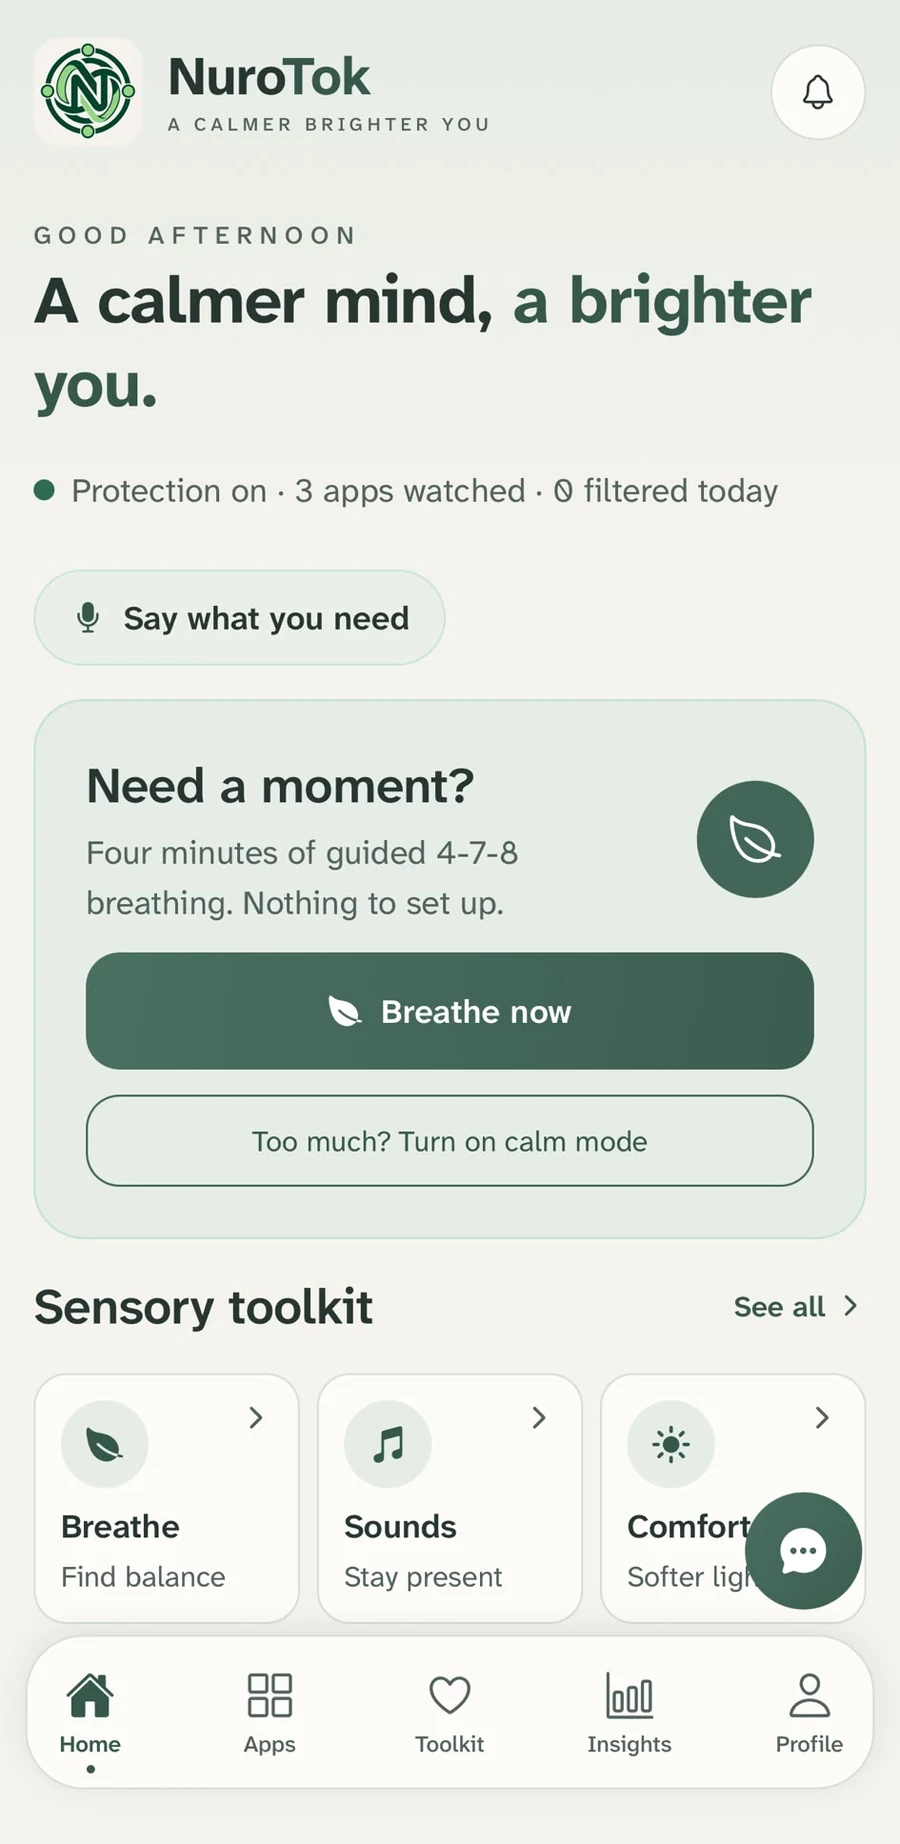 NuroTok
A CALMER BRIGHTER YOU
GOOD AFTERNOON
A calmer mind, a brighter
you.
Protection on · 3 apps watched · 0 filtered today
Say what you need
Need a moment?
Four minutes of guided 4-7-8
breathing. Nothing to set up.
Breathe now
Too much? Turn on calm mode
Sensory toolkit
See all
Breathe
Find balance
Sounds
Stay present
Comfort
Softer
Home
Apps
Toolkit
Insights
Profile